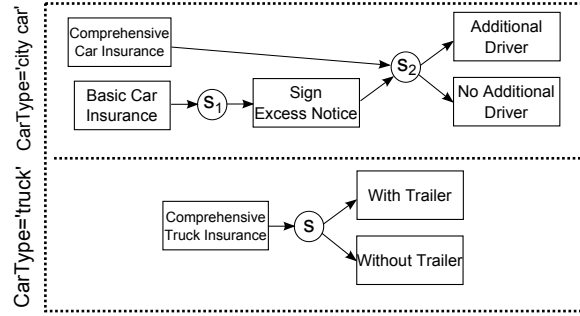 CarType='city car'
Comprehensive
Car Insurance
Basic Car
Insurance
S1
Sign
Excess Notice
S2
Additional
Driver
No Additional
Driver
CarType='truck'
Comprehensive
Truck Insurance
S
With Trailer
Without Trailer